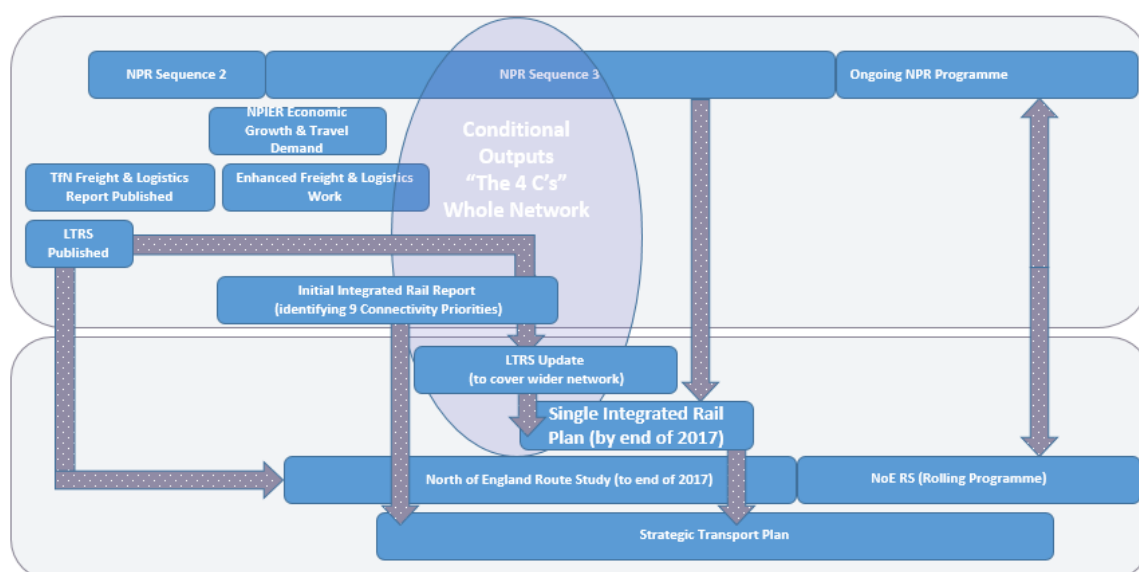 NPR Sequence 2
NPR Sequence 3
Ongoing NPR Programme
NPIER Economic
Growth & Travel
Demand
Conditional
Outputs
“The 4 C’s”
Whole Network
TfN Freight & Logistics
Report Published
Enhanced Freight & Logistics
Work
LTRS
Published
Initial Integrated Rail Report
(identifying 9 Connectivity Priorities)
LTRS Update
(to cover wider network)
Single Integrated Rail
Plan (by end of 2017)
North of England Route Study (to end of 2017)
NoE RS (Rolling Programme)
Strategic Transport Plan